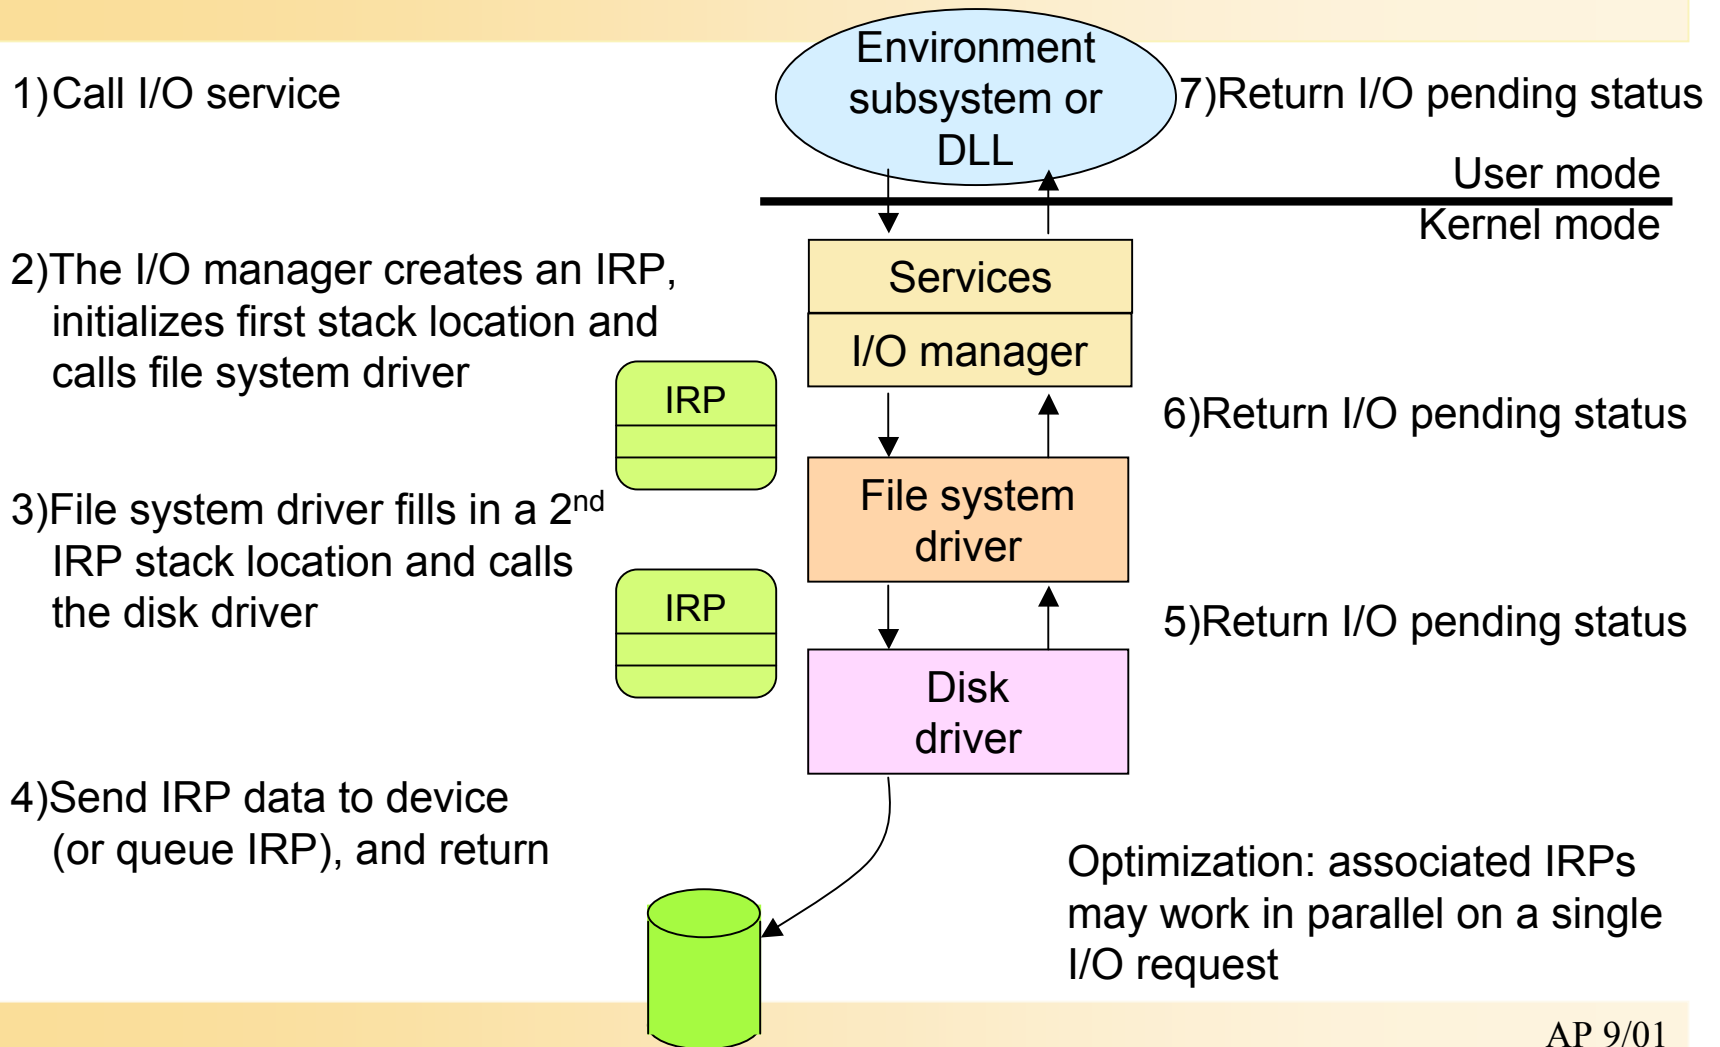 1)Call I/O service
Environment
subsystem or
DLL
7)Return I/O pending status
User mode
Kernel mode
2)The I/O manager creates an IRP,
initializes first stack location and
calls file system driver
Services
I/O manager
IRP
6)Return I/O pending status
3)File system driver fills in a 2nd
IRP stack location and calls
the disk driver
File system
driver
IRP
5)Return I/O pending status
Disk
driver
4)Send IRP data to device
(or queue IRP), and return
Optimization: associated IRPs
may work in parallel on a single
I/O request
AP 9/01